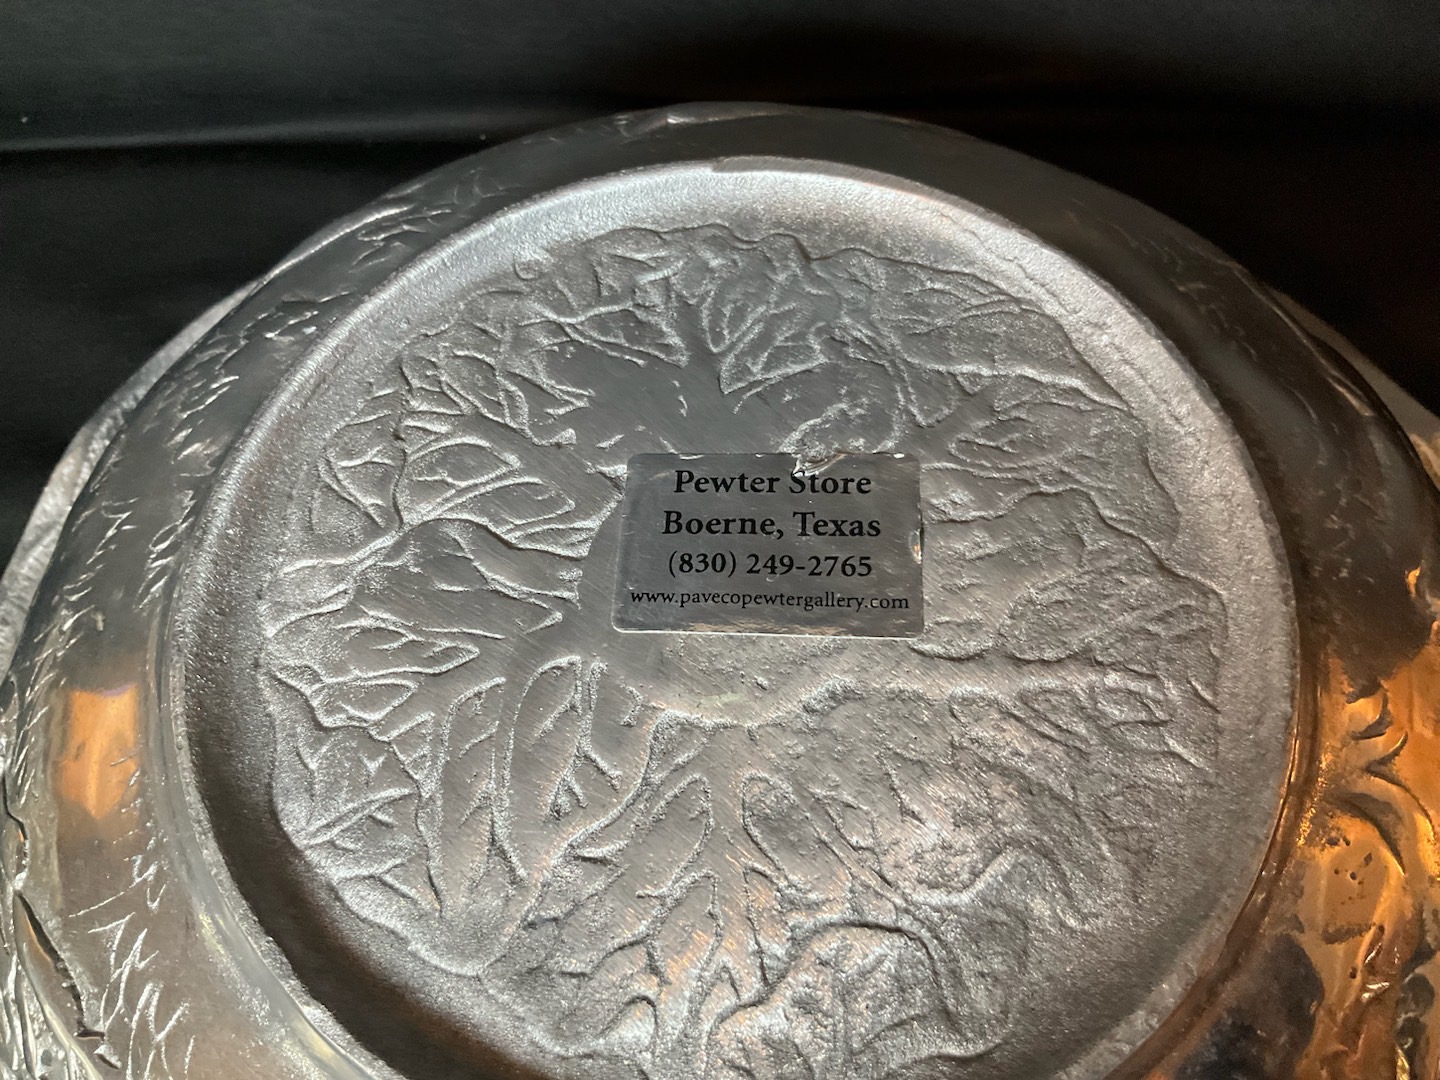 Pewter Store
Boerne, Texas
(830) 249-2765
www.pavecopewtergallery.com